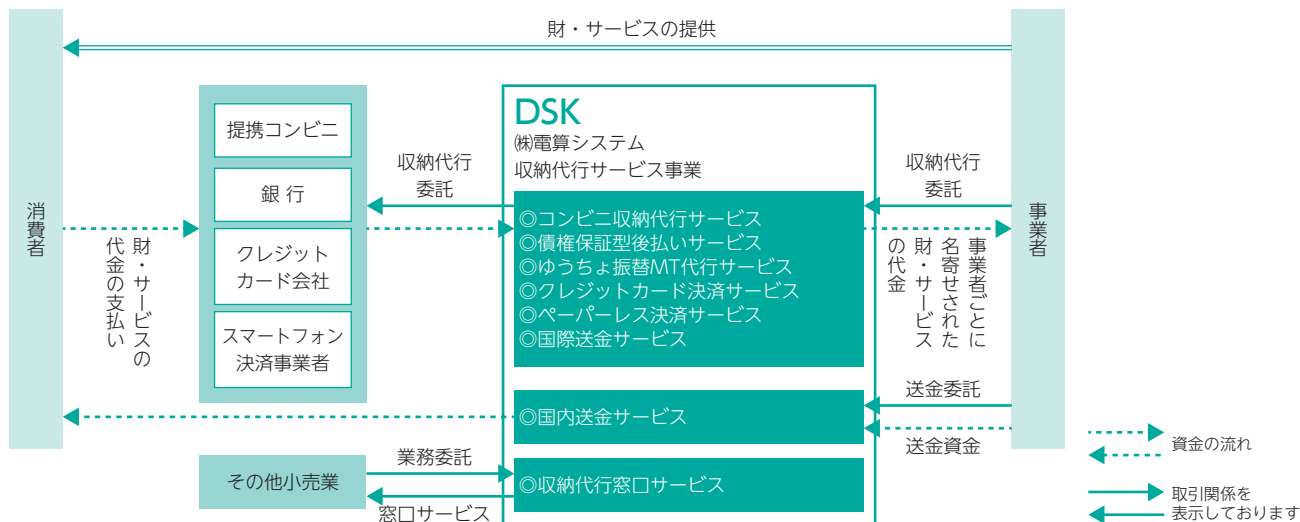 財・サービスの提供
消費者
財・サービスの
代金の支払い
提携コンビニ
銀 行
クレジット
カード会社
スマートフォン
決済事業者
収納代行
委託
DSK
㈱電算システム
収納代行サービス事業
◎コンビニ収納代行サービス
◎債権保証型後払いサービス
◎ゆうちょ振替MT代行サービス
◎クレジットカード決済サービス
◎ペーパーレス決済サービス
◎国際送金サービス
◎国内送金サービス
◎収納代行窓口サービス
収納代行
委託
事業者ごとに
名寄せされた
財・サービス
の代金
事業者
送金委託
送金資金
その他小売業
業務委託
窓口サービス
資金の流れ
取引関係を
表示しております